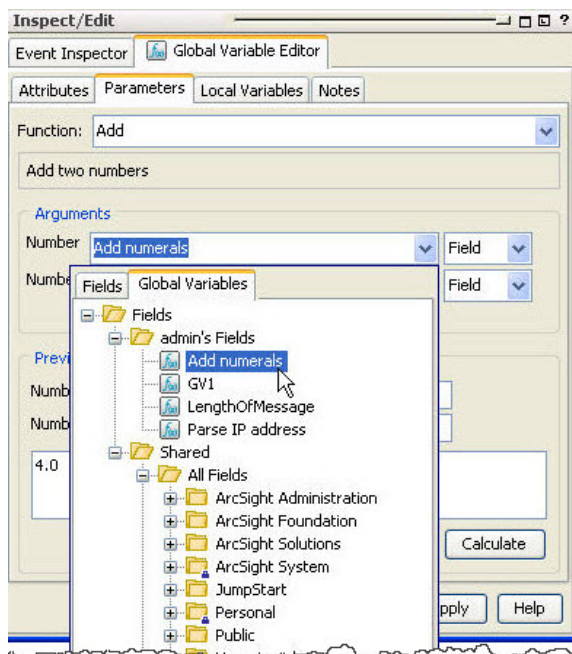 Inspect/Edit ?
Event Inspector Global Variable Editor
Attributes Parameters Local Variables Notes
Function: Add
Add two numbers
Arguments
Number Add numerals Field
Numbe Field
Fields Global Variables
Fields
admin's Fields
Add numerals
GV1
LengthOfMessage
Parse IP address
Shared
All Fields
ArcSight Administration
ArcSight Foundation
ArcSight Solutions
ArcSight System
JumpStart
Personal
Public
Previ
Numb
Numb
4.0
Calculate
pply Help